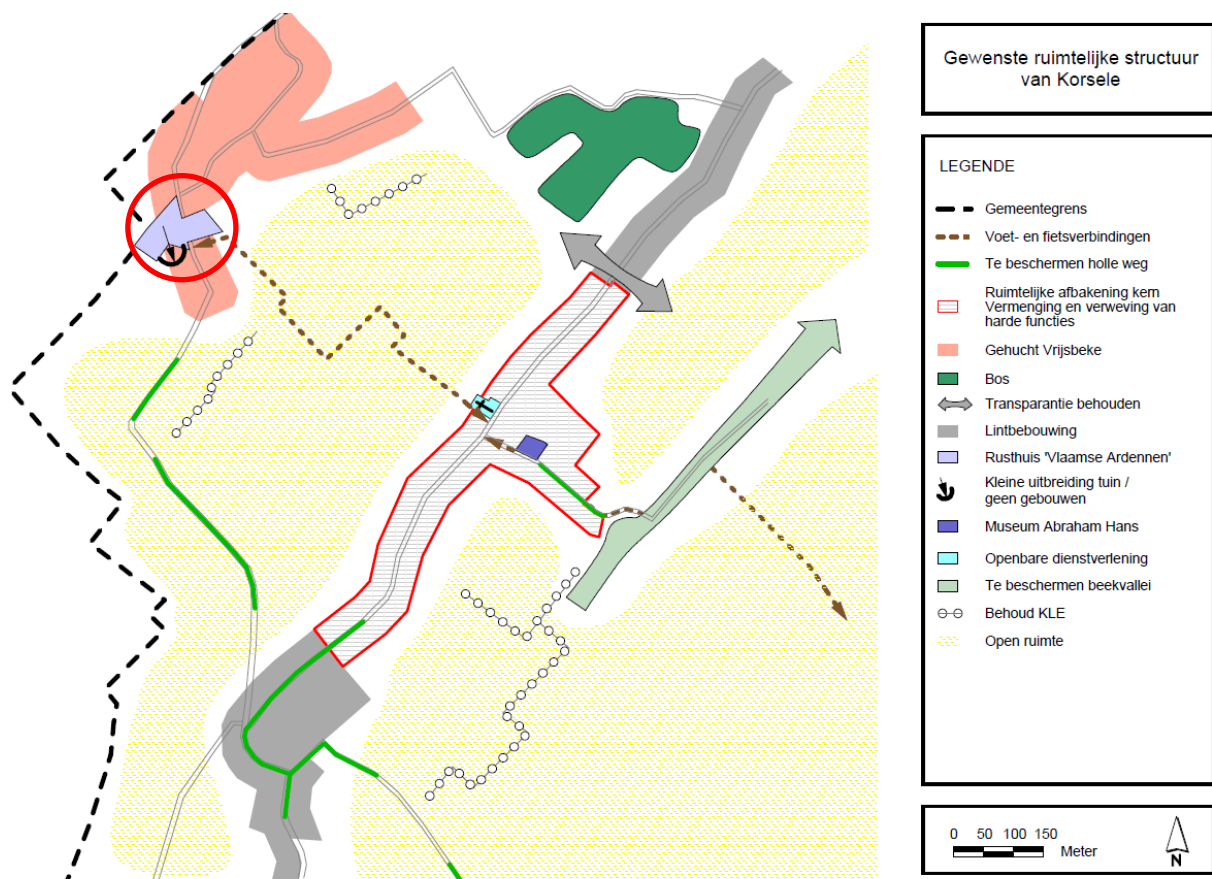 Gewenste ruimtelijke structuur
van Korsele
LEGENDE
Gemeentegrens
Voet- en fietsverbindingen
Te beschermen holle weg
Ruimtelijke afbakening kern
Vermenging en verweving van
harde functies
Gehucht Vrijsbeke
Bos
Transparantie behouden
Lintbebouwing
Rusthuis 'Vlaamse Ardennen'
Kleine uitbreiding tuin /
geen gebouwen
Museum Abraham Hans
Openbare dienstverlening
Te beschermen beekvallei
Behoud KLE
Open ruimte
0 50 100 150
Meter
N